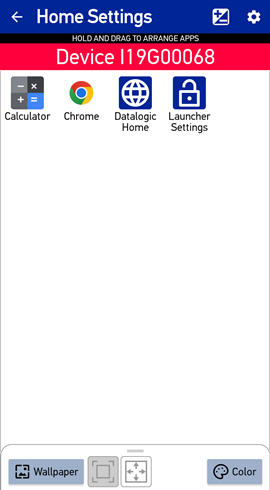 Home Settings
HOLD AND DRAG TO ARRANGE APPS
Device I19G00068
Calculator
Chrome
Datalogic
Home
Launcher
Settings
Wallpaper
Color